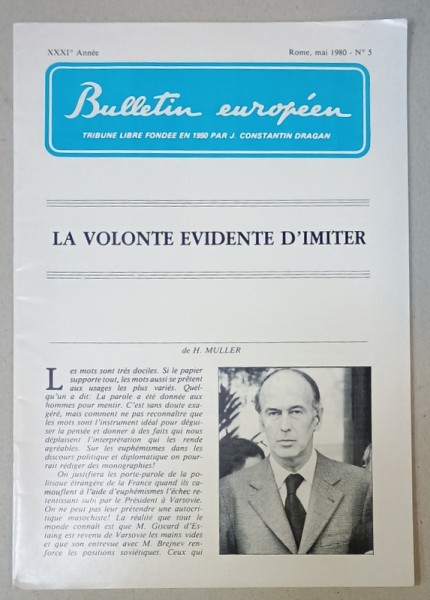 XXXI° Année
Rome, mai 1980 - N° 5
Bulletin européen
TRIBUNE LIBRE FONDEE EN 1950 PAR J. CONSTANTIN DRAGAN
LA VOLONTE EVIDENTE D'IMITER
de H. MULLER
Les mots sont trés dociles. Si le papier
supporte tout, les mots aussi se prêtent
aux usages les plus variés. Quel-
qu'un a dit: La parole a été donnée aux
hommes pour mentir. C'est sans doute exa-
géré, mais comment ne pas reconnaître que
les mots sont l'instrument idéal pour dégui-
ser la pensée et donner à des faits qui nous
déplaisent l'interprétation qui les rende
agréables. Sur les euphémismes dans les
discours politique et diplomatique on pour-
rait rédiger des monographies!
On justifiera les porte-parole de la po-
litique étrangère de la France quand ils ca-
mouflent à l'aide d'euphémismes l'échec re-
tentissant subi par le Président à Varsovie.
On ne peut pas leur prétendre une autocri-
tique masochiste! La réalité que tout le
monde connaît est que M. Giscard d'Es-
taing est revenu de Varsovie les mains vides
et que son entrevue avec M. Brejnev ren-
force les positions soviétiques. Ceux qui